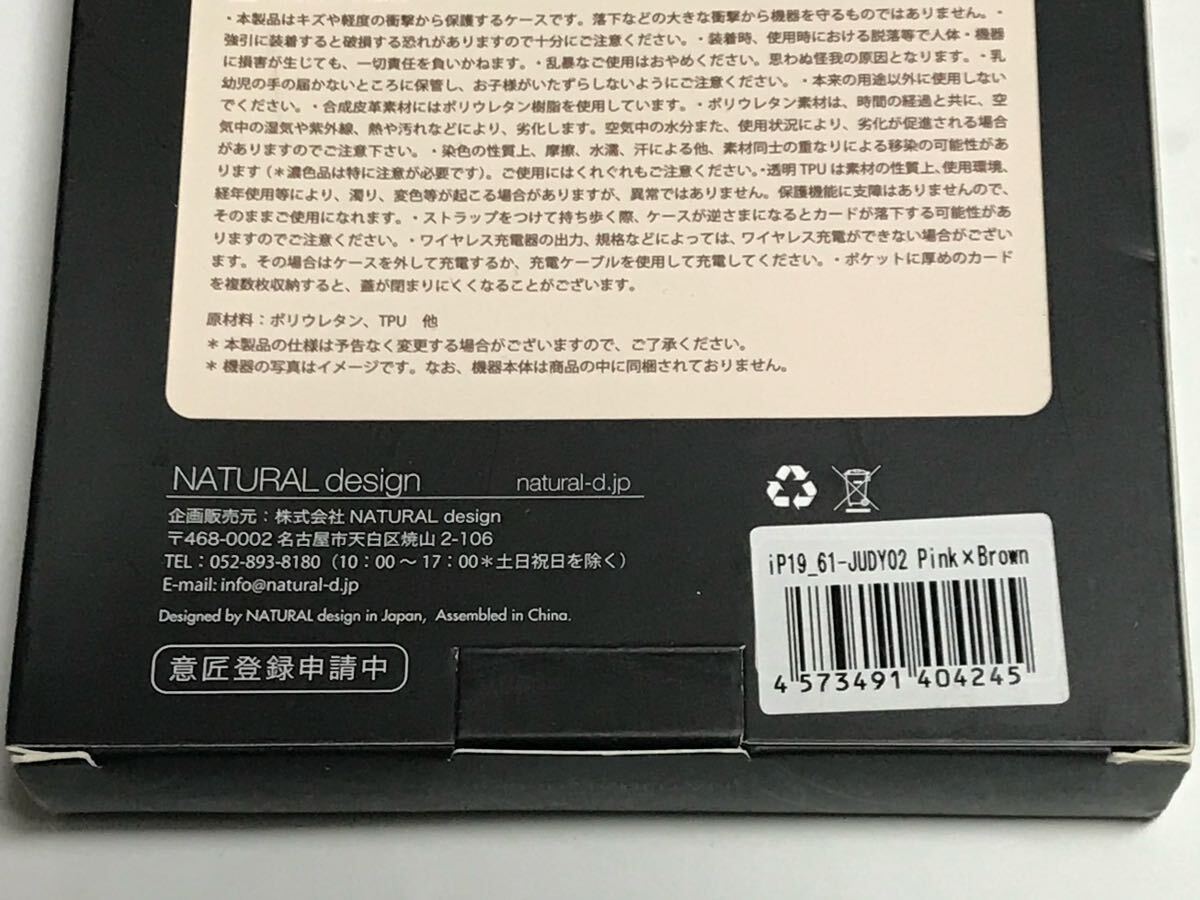 ・本製品はキズや軽度の衝撃から保護するケースです。落下などの大きな衝撃から機器を守るものではありません。・
強引に装着すると破損する恐れがありますので十分にご注意ください。・装着時、使用時における脱落等で人体・機器
に損害が生じても、一切責任を負いかねます。・乱暴なご使用はおやめください。思わぬ怪我の原因となります。・乳
幼児の手の届かないところに保管し、お子様がいたずらしないようにご注意ください。・本来の用途以外に使用しない
でください。・合成皮革素材にはポリウレタン樹脂を使用しています。・ポリウレタン素材は、時間の経過と共に、空
気中の湿気や紫外線、熱や汚れなどにより、劣化します。空気中の水分また、使用状況により、劣化が促進される場合
がありますのでご注意下さい。・染色の性質上、摩擦、水濡、汗による他、素材同士の重なりによる移染の可能性があ
ります(＊濃色品は特に注意が必要です)。ご使用にはくれぐれもご注意ください。・透明TPUは素材の性質上、使用環境、
経年使用等により、濁り、変色等が起こる場合がありますが、異常ではありません。保護機能に支障はありませんので、
そのままご使用になれます。・ストラップをつけて持ち歩く際、ケースが逆さまになるとカードが落下する可能性があ
りますのでご注意ください。・ワイヤレス充電器の出力、規格などによっては、ワイヤレス充電ができない場合がござい
ます。その場合はケースを外して充電するか、充電ケーブルを使用して充電してください。・ポケットに厚めのカード
を複数枚収納すると、蓋が閉まりにくくなることがございます。
原材料：ポリウレタン、TPU　他
＊本製品の仕様は予告なく変更する場合がございますので、ご了承ください。
＊機器の写真はイメージです。なお、機器本体は商品の中に同梱されておりません。
NATURAL design natural-d.jp
企画販売元：株式会社 NATURAL design
〒468-0002 名古屋市天白区焼山 2-106
TEL：052-893-8180（10：00 ～ 17：00＊土日祝日を除く）
E-mail: info@natural-d.jp
Designed by NATURAL design in Japan, Assembled in China.
意匠登録申請中
iP19_61-JUDY02 Pink×Brown
4 573491 404245